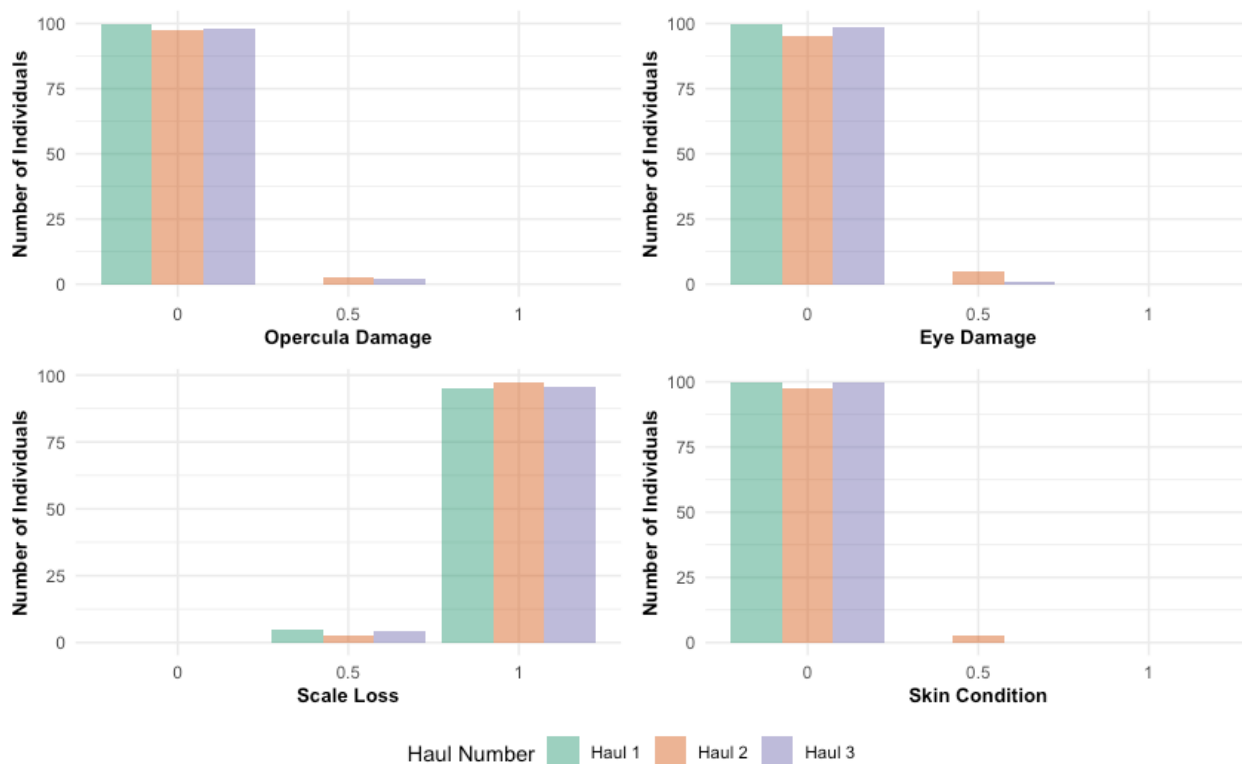 Number of Individuals
100
75
50
25
0
0 0.5 1
Opercula Damage
Number of Individuals
100
75
50
25
0
0 0.5 1
Eye Damage
Number of Individuals
100
75
50
25
0
0 0.5 1
Scale Loss
Number of Individuals
100
75
50
25
0
0 0.5 1
Skin Condition
Haul Number Haul 1 Haul 2 Haul 3